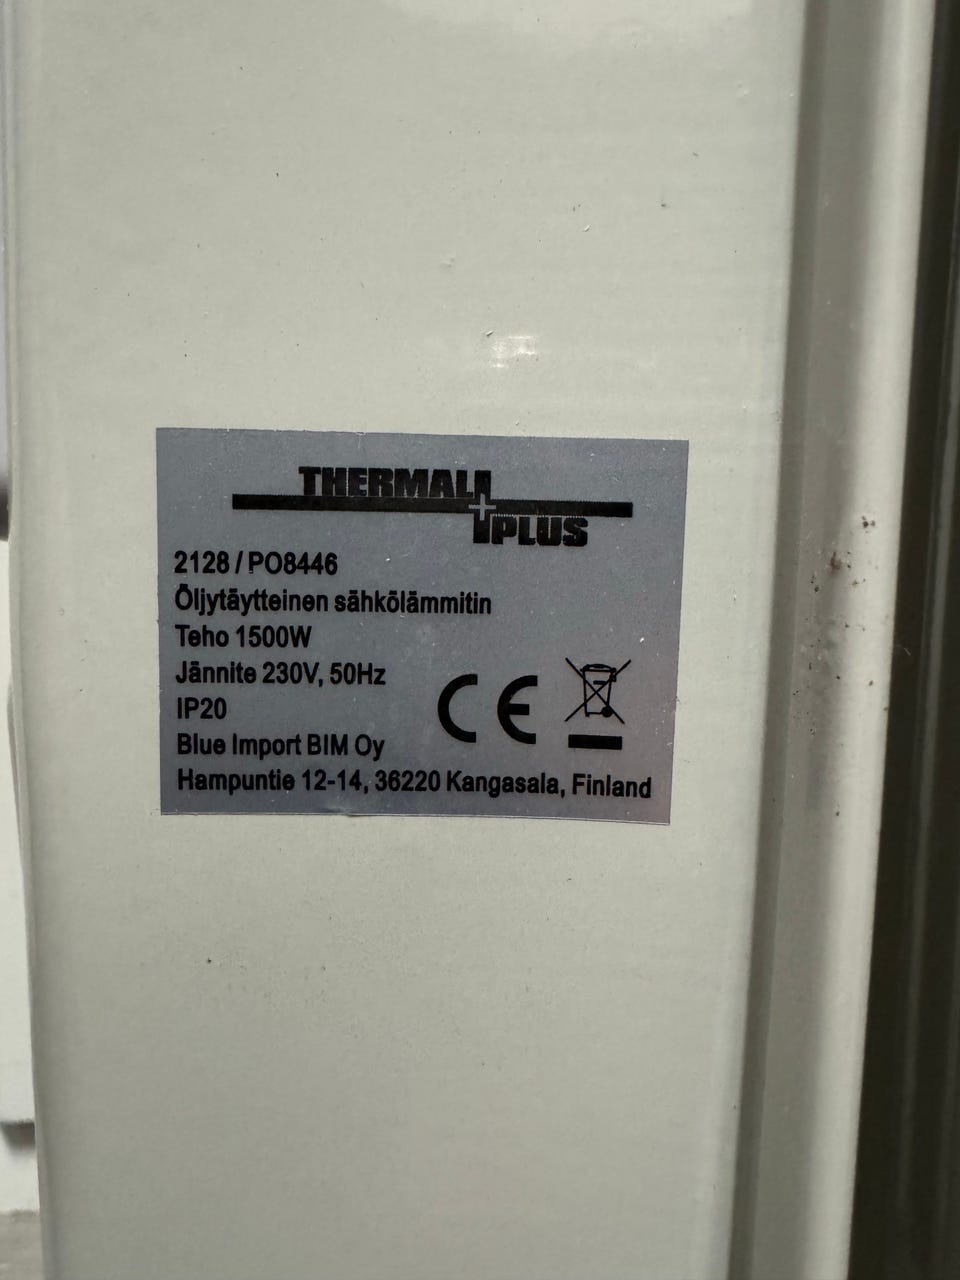 THERMAL
PLUS
2128 / PO8446
Öljytäytteinen sähkölämmitin
Teho 1500W
Jännite 230V, 50Hz
IP20
Blue Import BIM Oy
Hampuntie 12-14, 36220 Kangasala, Finland
CE